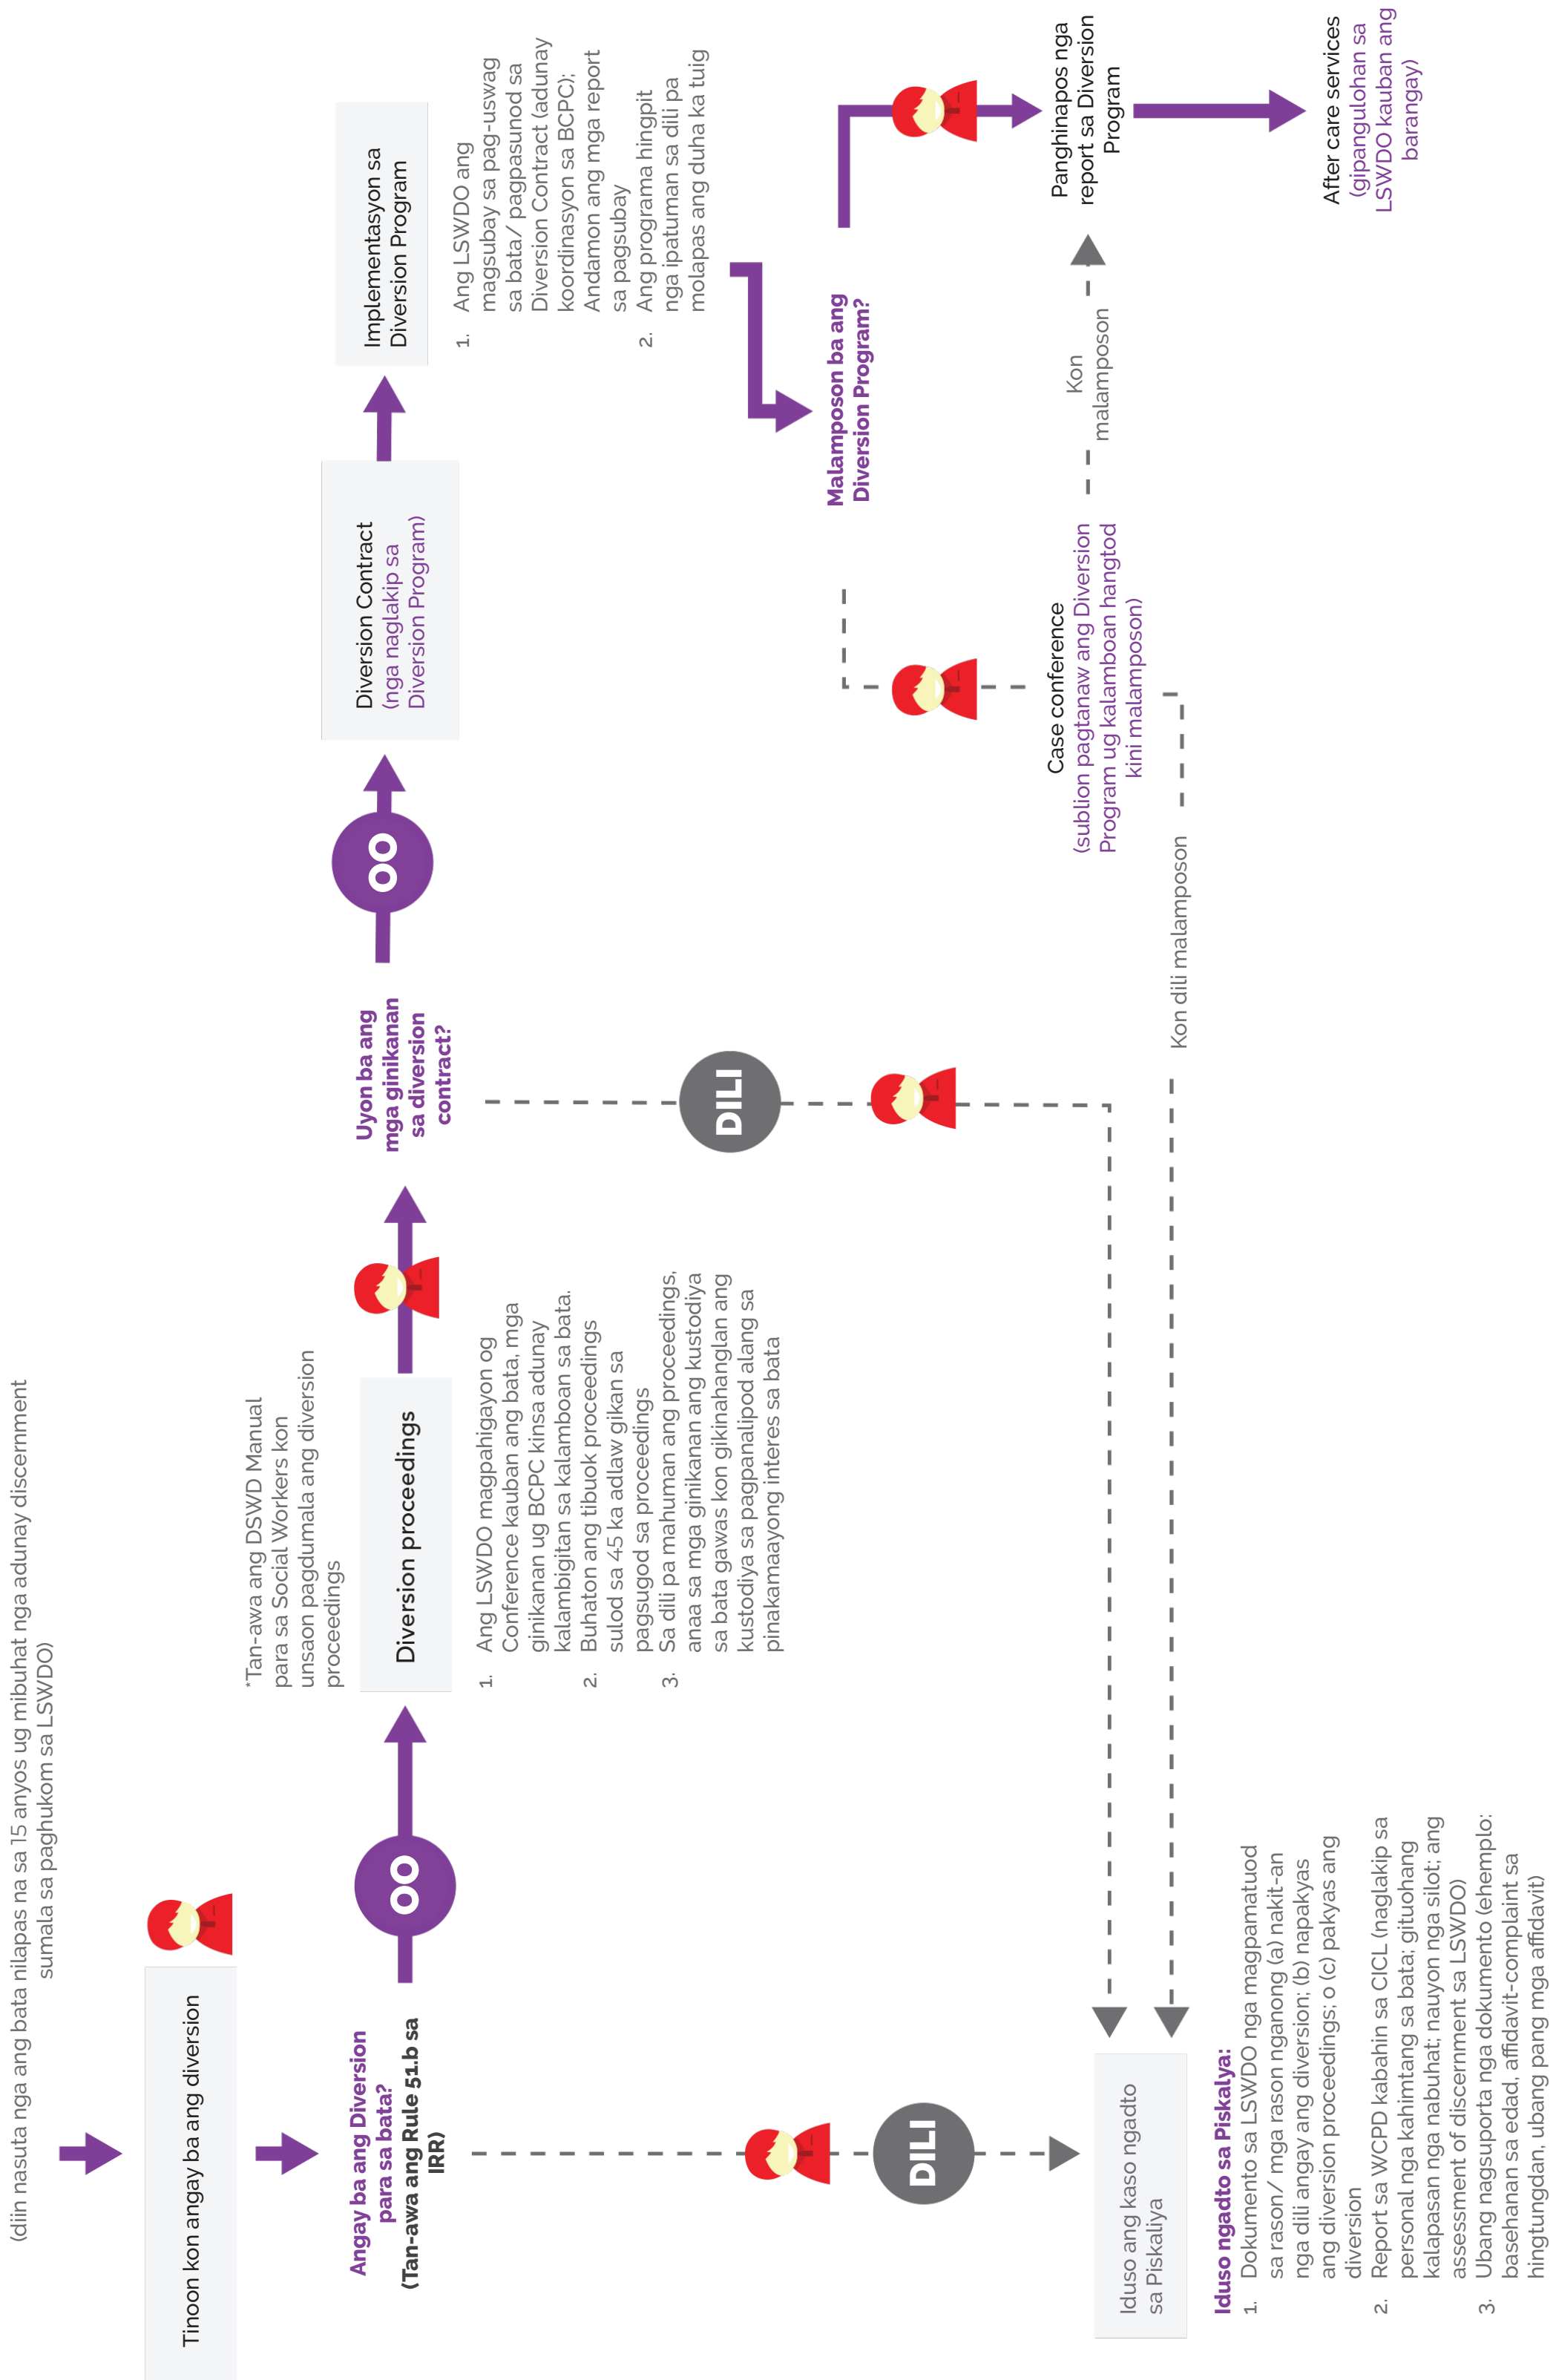 (diin nasuta nga ang bata nilapas na sa 15 anyos ug mibuhat nga adunay discernment
sumala sa paghukom sa LSWDO)
Tinoon kon angay ba ang diversion
Angay ba ang Diversion
para sa bata?
(Tan-awa ang Rule 51.b sa
IRR)
OO
*Tan-awa ang DSWD Manual
para sa Social Workers kon
unsaon pagdumala ang diversion
proceedings
Diversion proceedings
1. Ang LSWDO magpahigayon og
Conference kauban ang bata, mga
ginikanan ug BCPC kinsa adunay
kalambigitan sa kalamboan sa bata.
2. Buhaton ang tibuok proceedings
sulod sa 45 ka adlaw gikan sa
pagsugod sa proceedings
3. Sa dili pa mahuman ang proceedings,
anaa sa mga ginikanan ang kustodiya
sa bata gawas kon gikinahanglan ang
kustodiya sa pagpanalipod alang sa
pinakamaayong interes sa bata
Uyon ba ang
mga ginikanan
sa diversion
contract?
OO
Diversion Contract
(nga naglakip sa
Diversion Program)
Implementasyon sa
Diversion Program
1. Ang LSWDO ang
magsubay sa pag-uswag
sa bata/ pagpasunod sa
Diversion Contract (adunay
koordinasyon sa BCPC);
Andamon ang mga report
sa pagsubay
2. Ang programa hingpit
nga ipatuman sa dili pa
molapas ang duha ka tuig
Malamposon ba ang
Diversion Program?
DILI
DILI
Case conference
(sublion pagtanaw ang Diversion
Program ug kalamboan hangtod
kini malamposon)
Kon
malamposon
Panghinapos nga
report sa Diversion
Program
After care services
(gipangulohan sa
LSWDO kauban ang
barangay)
Kon dili malamposon
Iduso ang kaso ngadto
sa Piskaliya
Iduso ngadto sa Piskalya:
1. Dokumento sa LSWDO nga magpamatuod
sa rason/ mga rason nganong (a) nakit-an
nga dili angay ang diversion; (b) napakyas
ang diversion proceedings; o (c) pakyas ang
diversion
2. Report sa WCPD kabahin sa CICL (naglakip sa
personal nga kahimtang sa bata; gituohang
kalapasan nga nabuhat; nauyon nga silot; ang
assessment of discernment sa LSWDO)
3. Ubang nagsuporta nga dokumento (ehemplo:
basehanan sa edad, affidavit-complaint sa
hingtungdan, ubang pang mga affidavit)